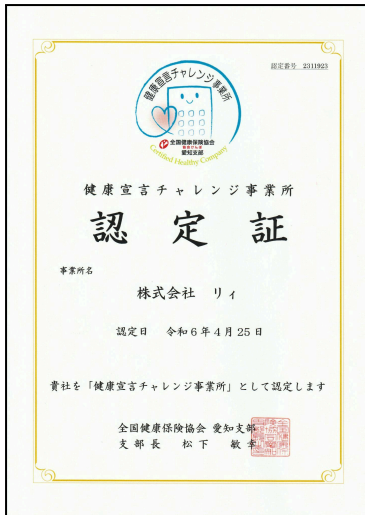 認定番号 2311923
健康宣言チャレンジ事業所
全国健康保険協会
協会けんぽ
愛知支部
Certified Healthy Company
健康宣言チャレンジ事業所
認定証
事業所名
株式会社 リィ
認定日 令和6年4月25日
貴社を「健康宣言チャレンジ事業所」として認定します
全国健康保険協会 愛知支部
支部長 松下 敏幸